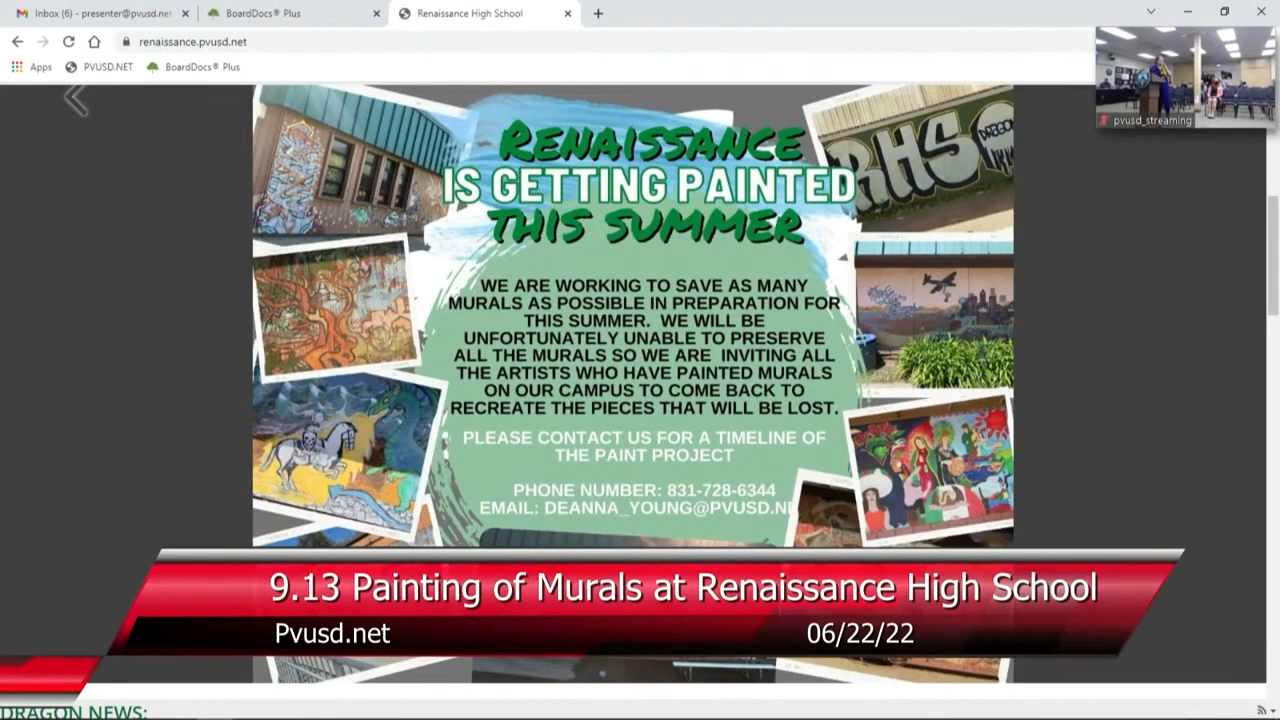 Inbox (6) - presenter@pvusd.net
BoardDocs® Plus
Renaissance High School
renaissance.pvusd.net
Apps
PVUSD.NET
BoardDocs® Plus
pvusd_streaming
RENAISSANCE
IS GETTING PAINTED
THIS SUMMER
RHS
WE ARE WORKING TO SAVE AS MANY
MURALS AS POSSIBLE IN PREPARATION FOR
THIS SUMMER. WE WILL BE
UNFORTUNATELY UNABLE TO PRESERVE
ALL THE MURALS SO WE ARE INVITING ALL
THE ARTISTS WHO HAVE PAINTED MURALS
ON OUR CAMPUS TO COME BACK TO
RECREATE THE PIECES THAT WILL BE LOST.
PLEASE CONTACT US FOR A TIMELINE OF
THE PAINT PROJECT
PHONE NUMBER: 831-728-6344
EMAIL: DEANNA_YOUNG@PVUSD.N
9.13 Painting of Murals at Renaissance High School
Pvusd.net
06/22/22
DRAGON NEWS: